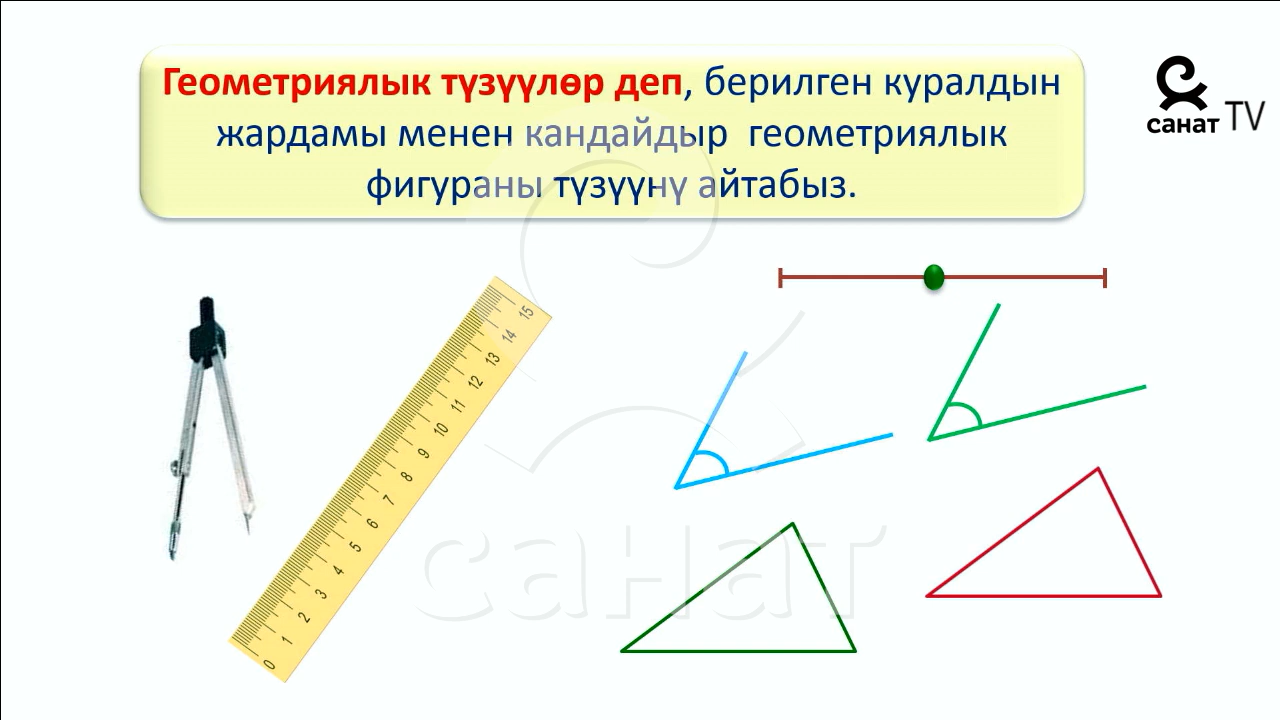 Геометриялык түзүүлөр деп, берилген куралдын
жардамы менен кандайдыр геометриялык
фигураны түзүүнү айтабыз.
санат TV
0 1 2 3 4 5 6 7 8 9 10 11 12 13 14 15
санат